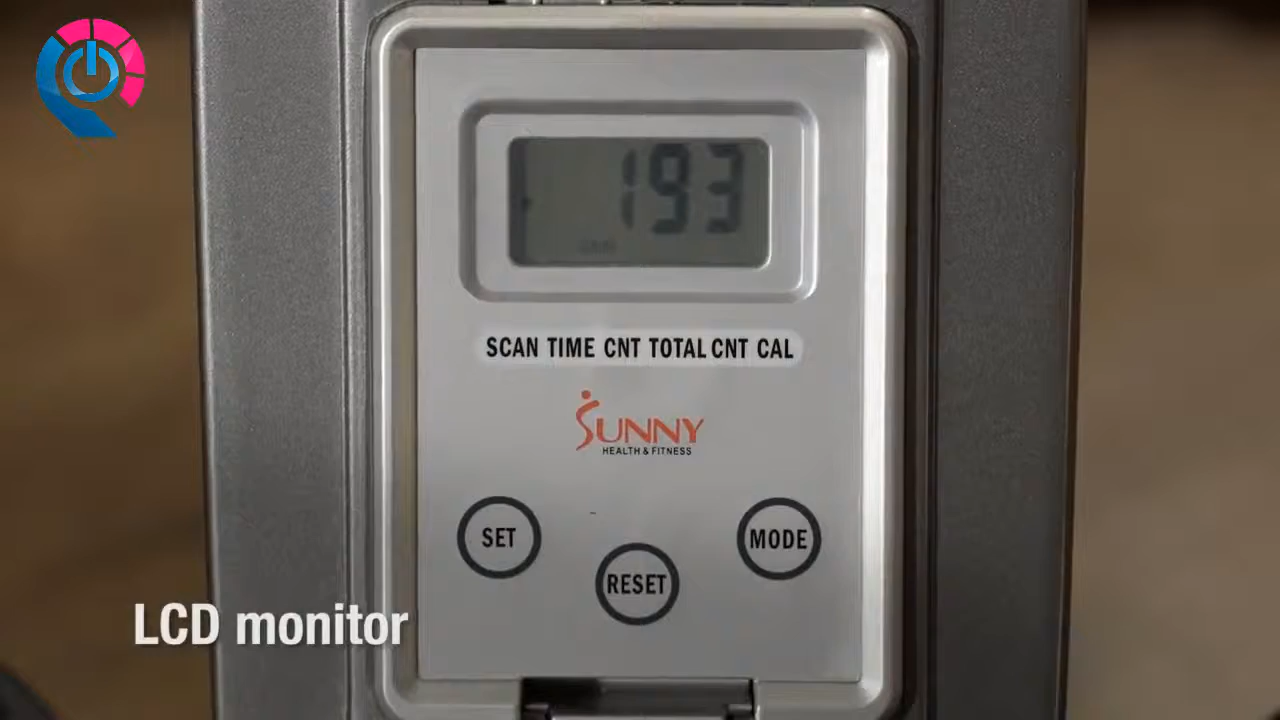 193
SCAN TIME CNT TOTAL CNT CAL
SUNNY
HEALTH & FITNESS
SET
MODE
RESET
LCD monitor